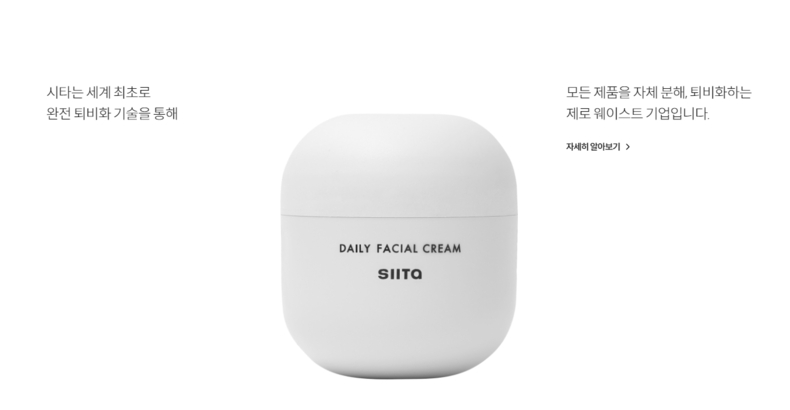 시타는 세계 최초로
완전 퇴비화 기술을 통해
모든 제품을 자체 분해, 퇴비화하는
제로 웨이스트 기업입니다.
자세히 알아보기 >
DAILY FACIAL CREAM
SIITA